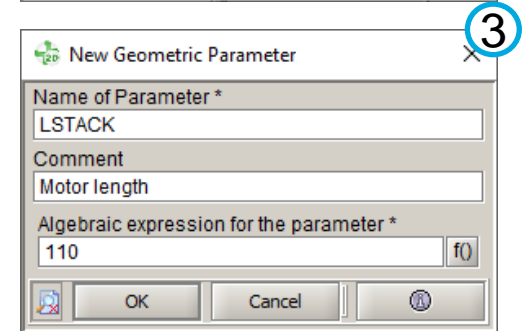 3
New Geometric Parameter
Name of Parameter *
LSTACK
Comment
Motor length
Algebraic expression for the parameter *
110 f()
OK Cancel